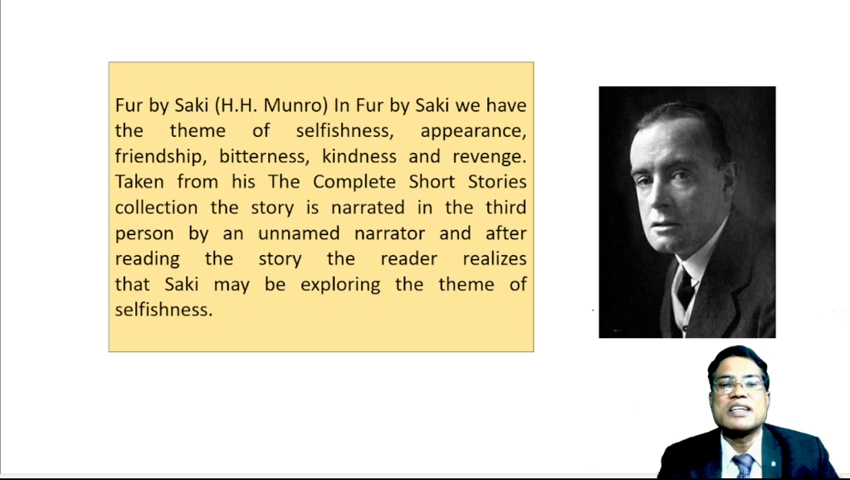 Fur by Saki (H.H. Munro) In Fur by Saki we have
the theme of selfishness, appearance,
friendship, bitterness, kindness and revenge.
Taken from his The Complete Short Stories
collection the story is narrated in the third
person by an unnamed narrator and after
reading the story the reader realizes
that Saki may be exploring the theme of
selfishness.